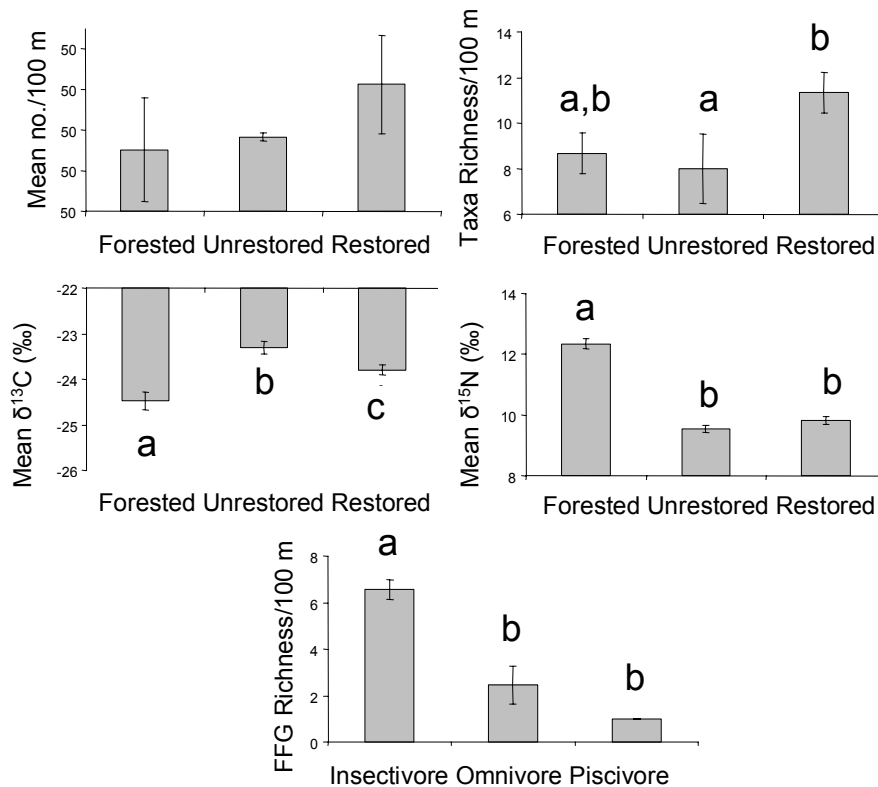 Mean no./100 m
50
50
50
50
50
Forested Unrestored Restored
Taxa Richness/100 m
14
12
10
8
6
a,b
a
b
Forested Unrestored Restored
Mean δ¹³C (‰)
-22
-23
-24
-25
-26
a
b
c
Forested Unrestored Restored
Mean δ¹⁵N (‰)
14
12
10
8
a
b
b
Forested Unrestored Restored
FFG Richness/100 m
8
6
4
2
0
a
b
b
Insectivore Omnivore Piscivore